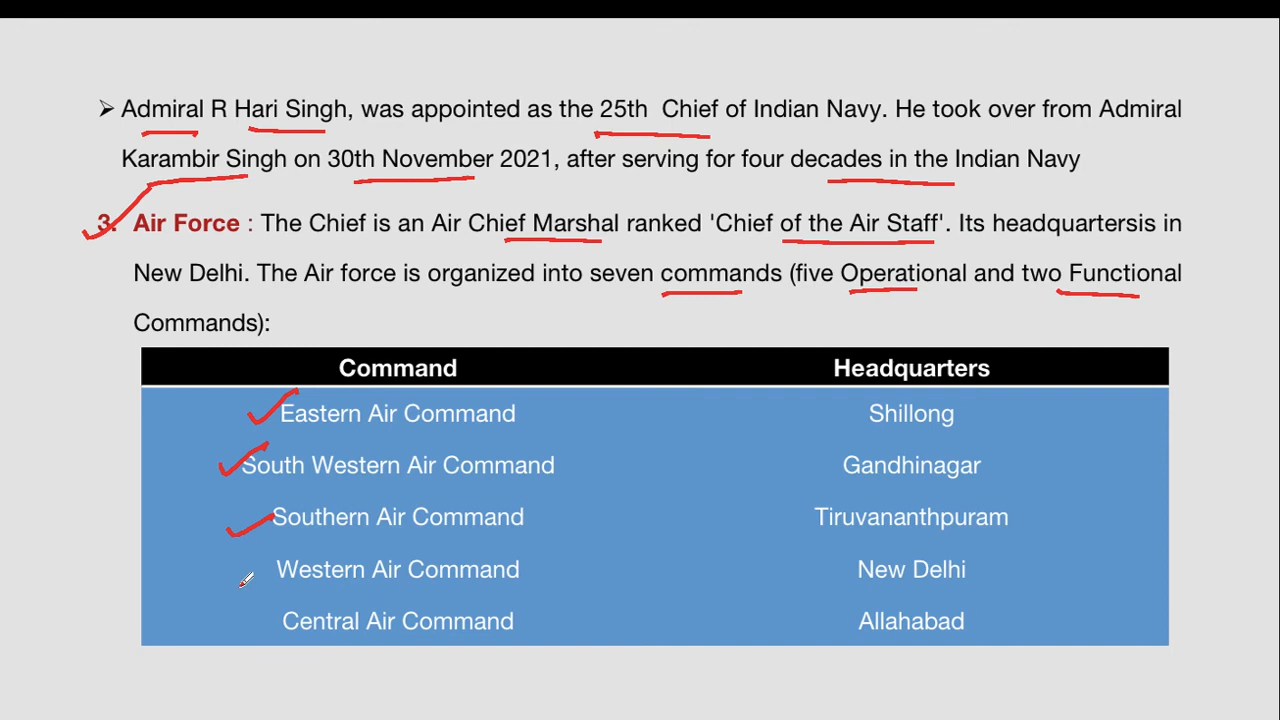 ➢ Admiral R Hari Singh, was appointed as the 25th Chief of Indian Navy. He took over from Admiral
Karambir Singh on 30th November 2021, after serving for four decades in the Indian Navy
3. Air Force : The Chief is an Air Chief Marshal ranked 'Chief of the Air Staff'. Its headquartersis in
New Delhi. The Air force is organized into seven commands (five Operational and two Functional
Commands):
Command Headquarters
Eastern Air Command Shillong
South Western Air Command Gandhinagar
Southern Air Command Tiruvananthpuram
Western Air Command New Delhi
Central Air Command Allahabad